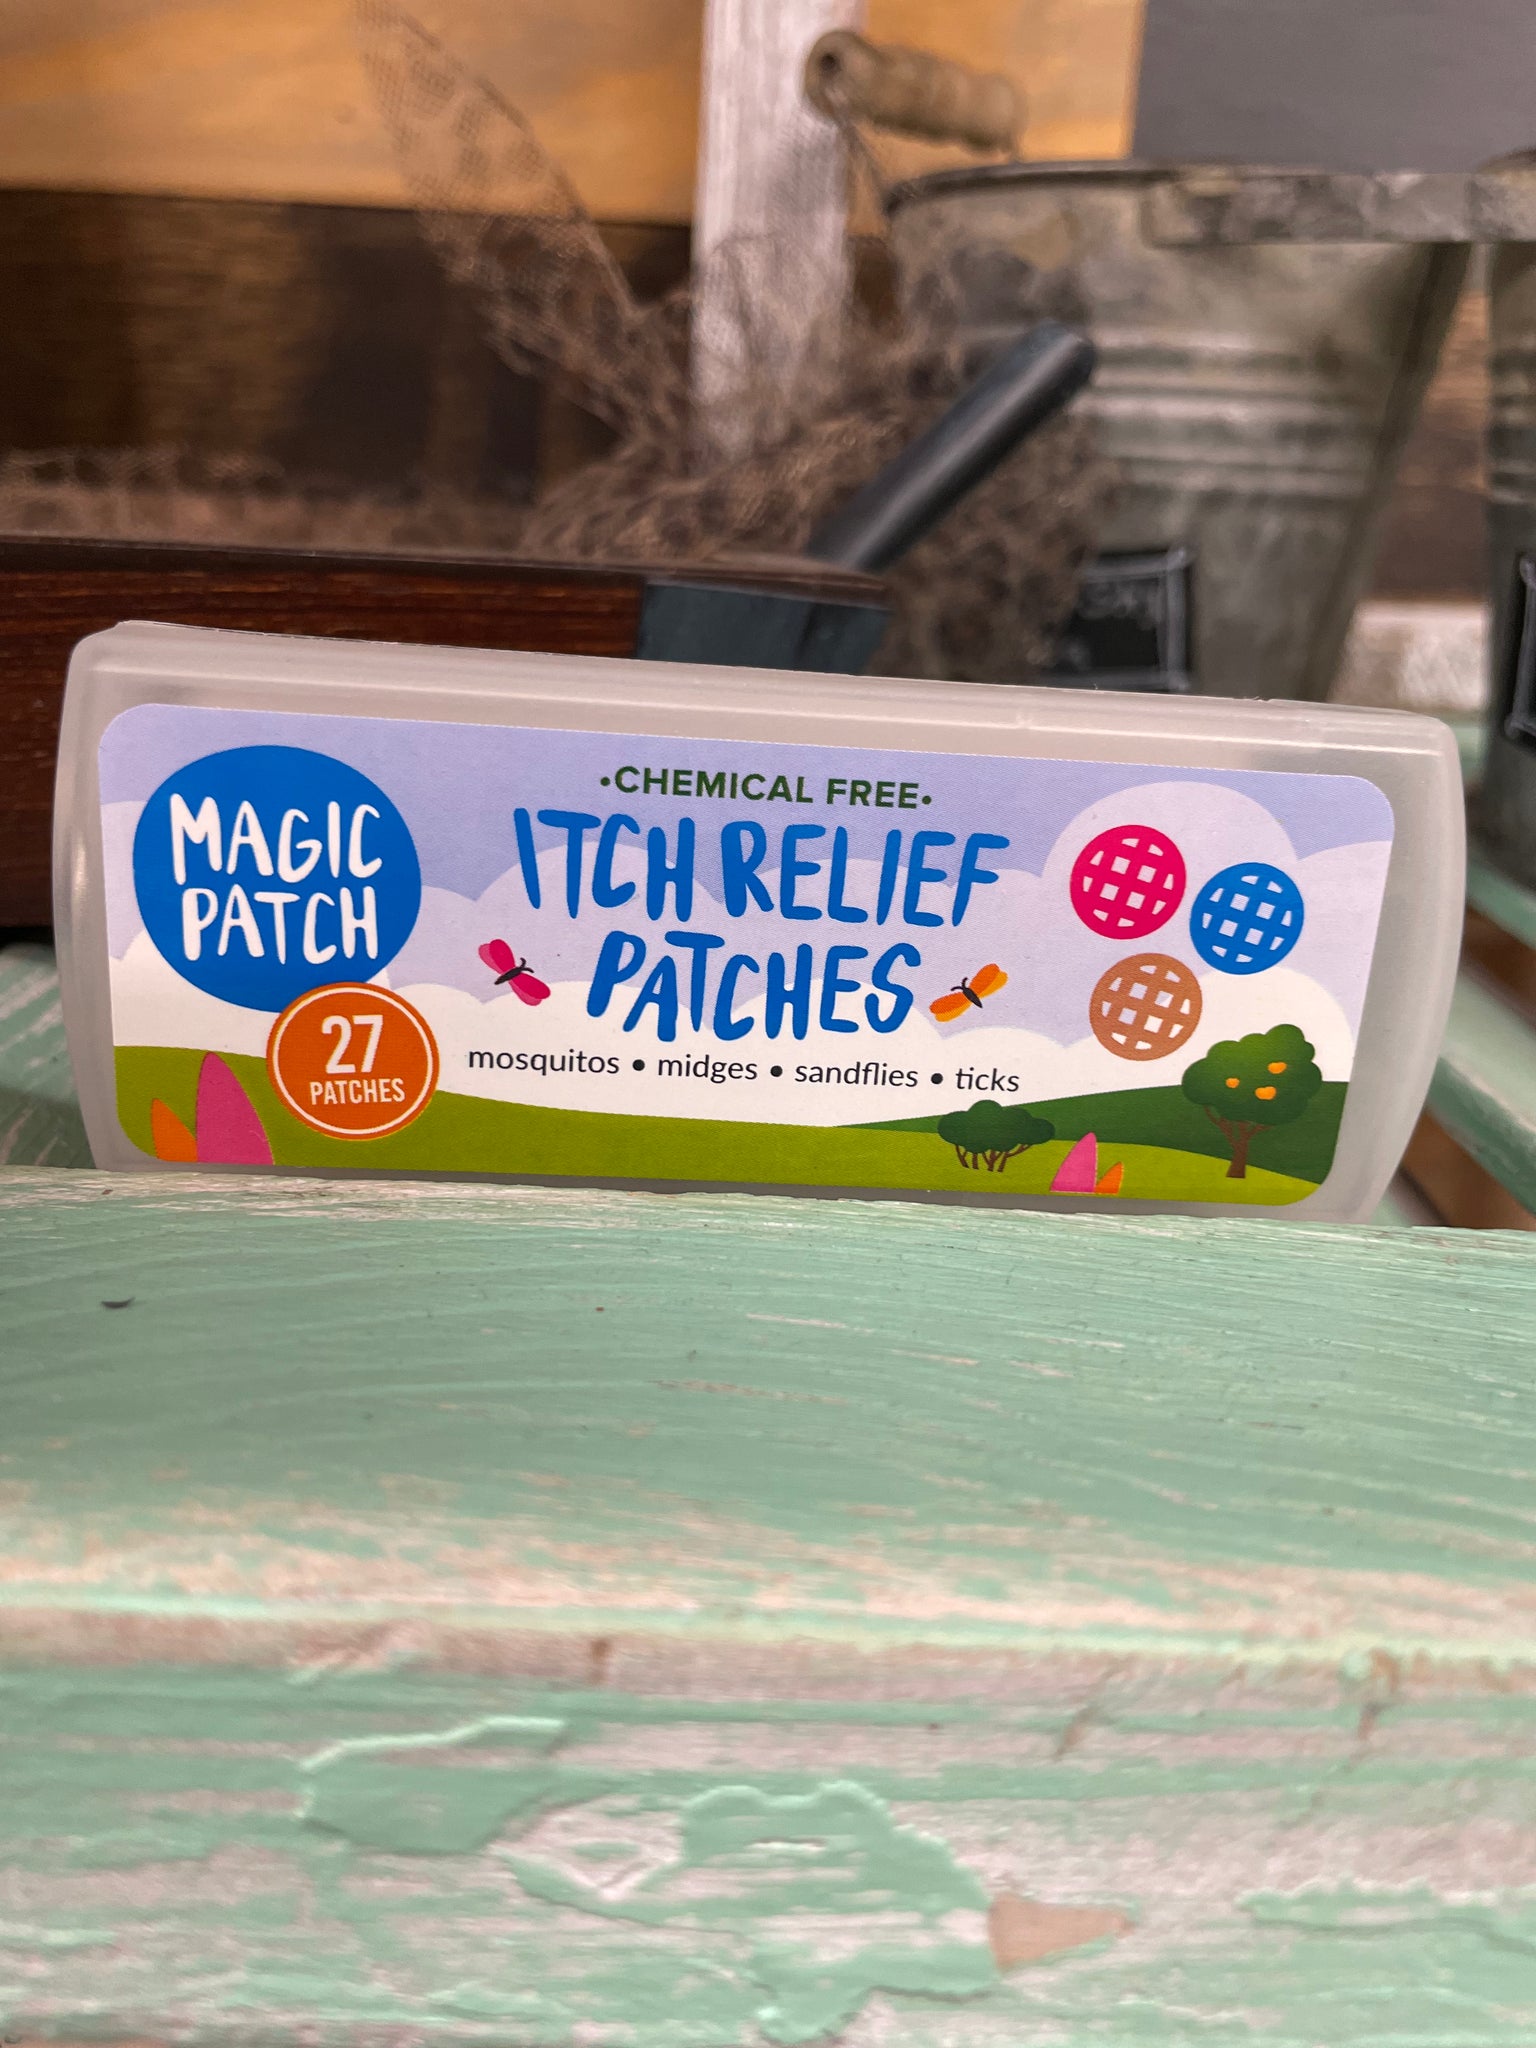 MAGIC
PATCH
27
PATCHES
•CHEMICAL FREE•
ITCH RELIEF
PATCHES
mosquitos • midges • sandflies • ticks